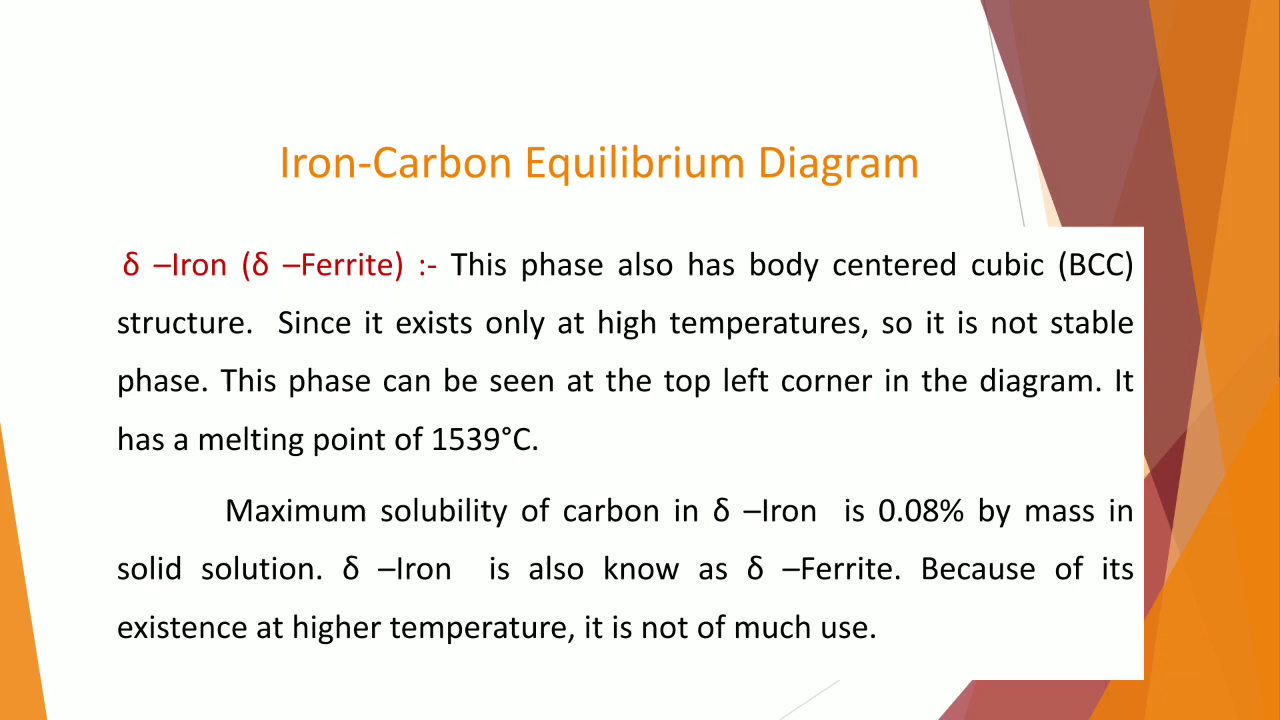 Iron-Carbon Equilibrium Diagram
δ –Iron (δ –Ferrite) :- This phase also has body centered cubic (BCC)
structure. Since it exists only at high temperatures, so it is not stable
phase. This phase can be seen at the top left corner in the diagram. It
has a melting point of 1539°C.
Maximum solubility of carbon in δ –Iron is 0.08% by mass in
solid solution. δ –Iron is also know as δ –Ferrite. Because of its
existence at higher temperature, it is not of much use.